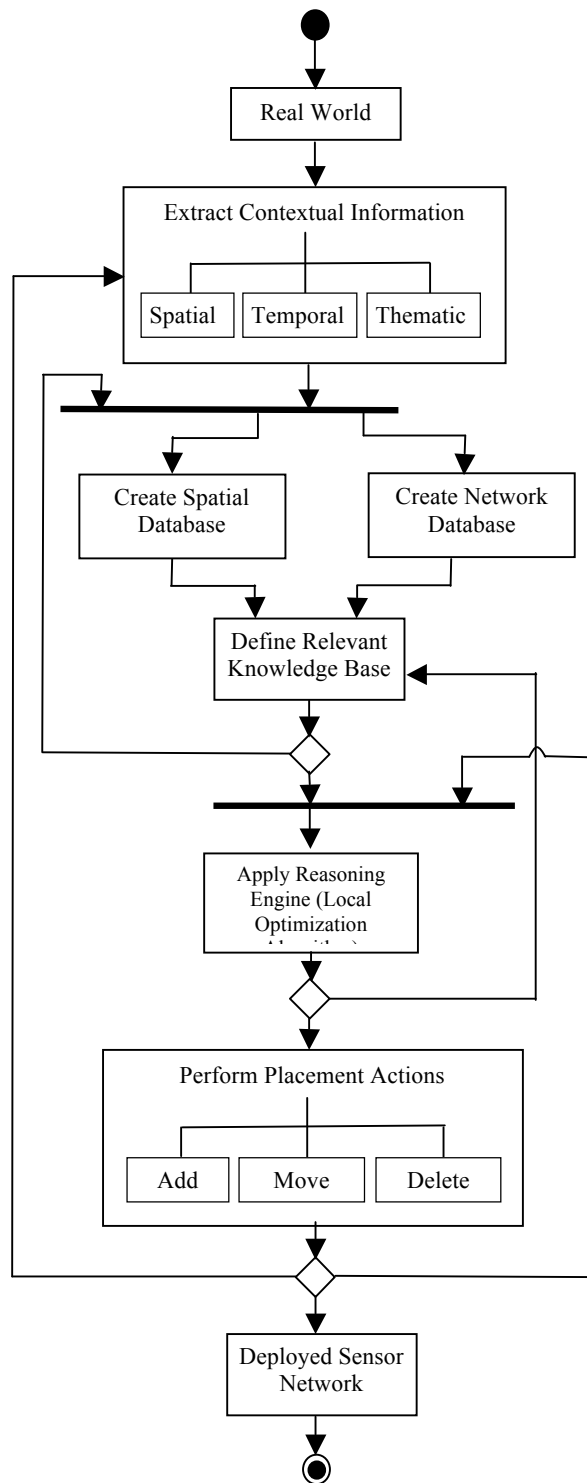 Real World
Extract Contextual Information
Spatial
Temporal
Thematic
Create Spatial
Database
Create Network
Database
Define Relevant
Knowledge Base
Apply Reasoning
Engine (Local
Optimization
Perform Placement Actions
Add
Move
Delete
Deployed Sensor
Network